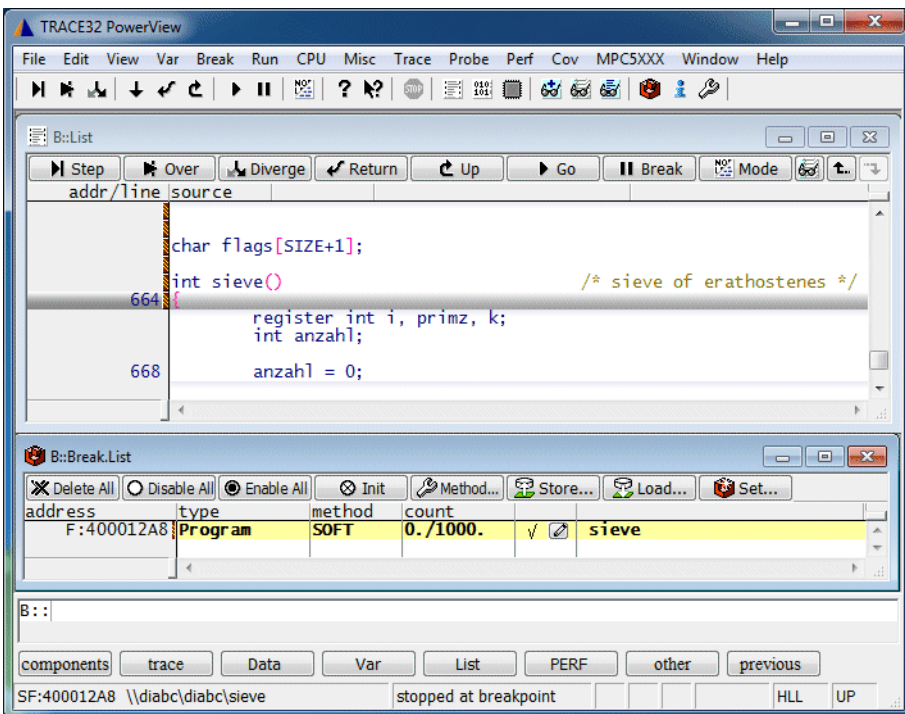 TRACE32 PowerView
File Edit View Var Break Run CPU Misc Trace Probe Perf Cov MPC5XXX Window Help
B::List
Step Over Diverge Return Up Go Break Mode
addr/line source
char flags[SIZE+1];
int sieve() /* sieve of erathostenes */
664 {
register int i, primz, k;
int anzahl;
668 anzahl = 0;
B::Break.List
Delete All Disable All Enable All Init Method... Store... Load... Set...
address type method count
F:400012A8 Program SOFT 0./1000. √ sieve
B::
components trace Data Var List PERF other previous
SF:400012A8 \\diabc\diabc\sieve stopped at breakpoint HLL UP